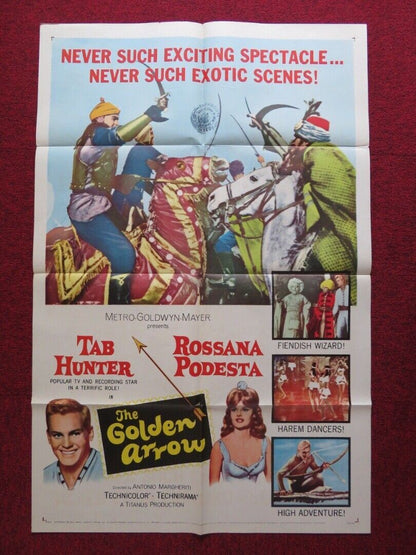 NEVER SUCH EXCITING SPECTACLE...
NEVER SUCH EXOTIC SCENES!
METRO-GOLDWYN-MAYER
presents
TAB
HUNTER
POPULAR TV AND RECORDING STAR
IN A TERRIFIC ROLE!
ROSSANA
PODESTA
in
The
Golden
Arrow
Directed by ANTONIO MARGHERITI
TECHNICOLOR · TECHNIRAMA
A TITANUS PRODUCTION
FIENDISH WIZARD!
HAREM DANCERS!
HIGH ADVENTURE!